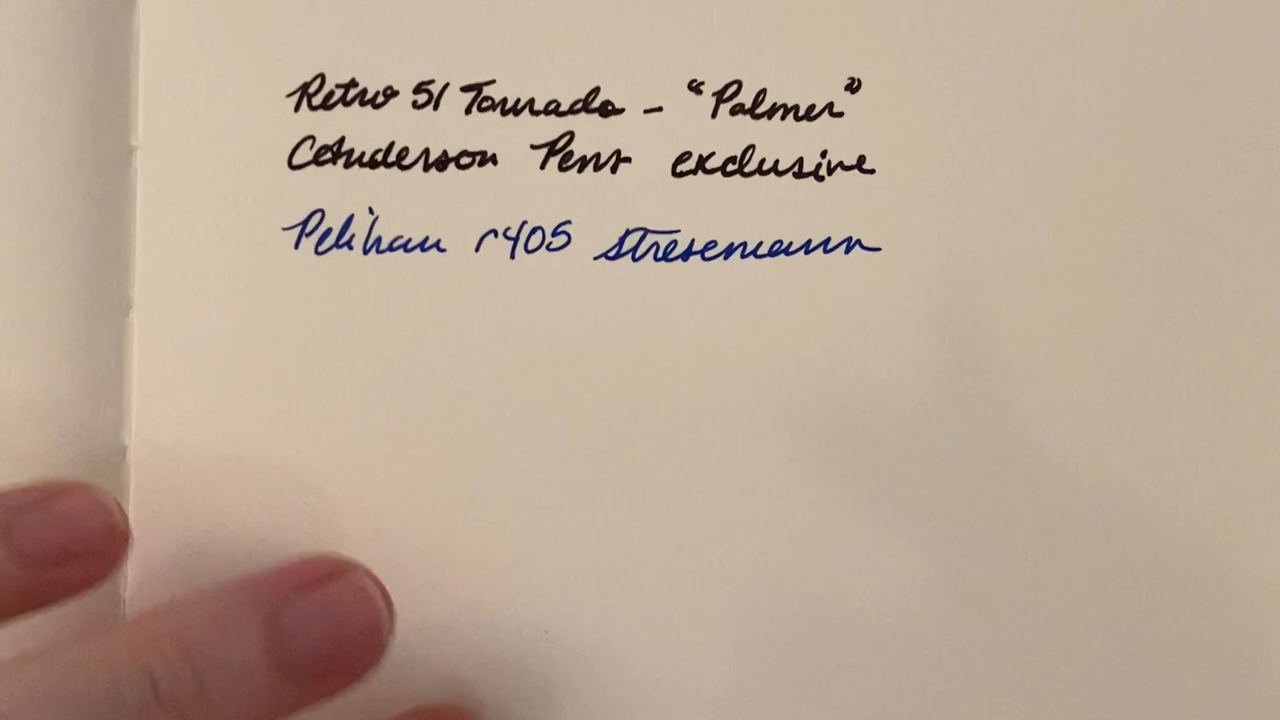 Retro 51 Tornado - "Palmer"
Anderson Pens exclusive
Pelikan r405 Stresemann